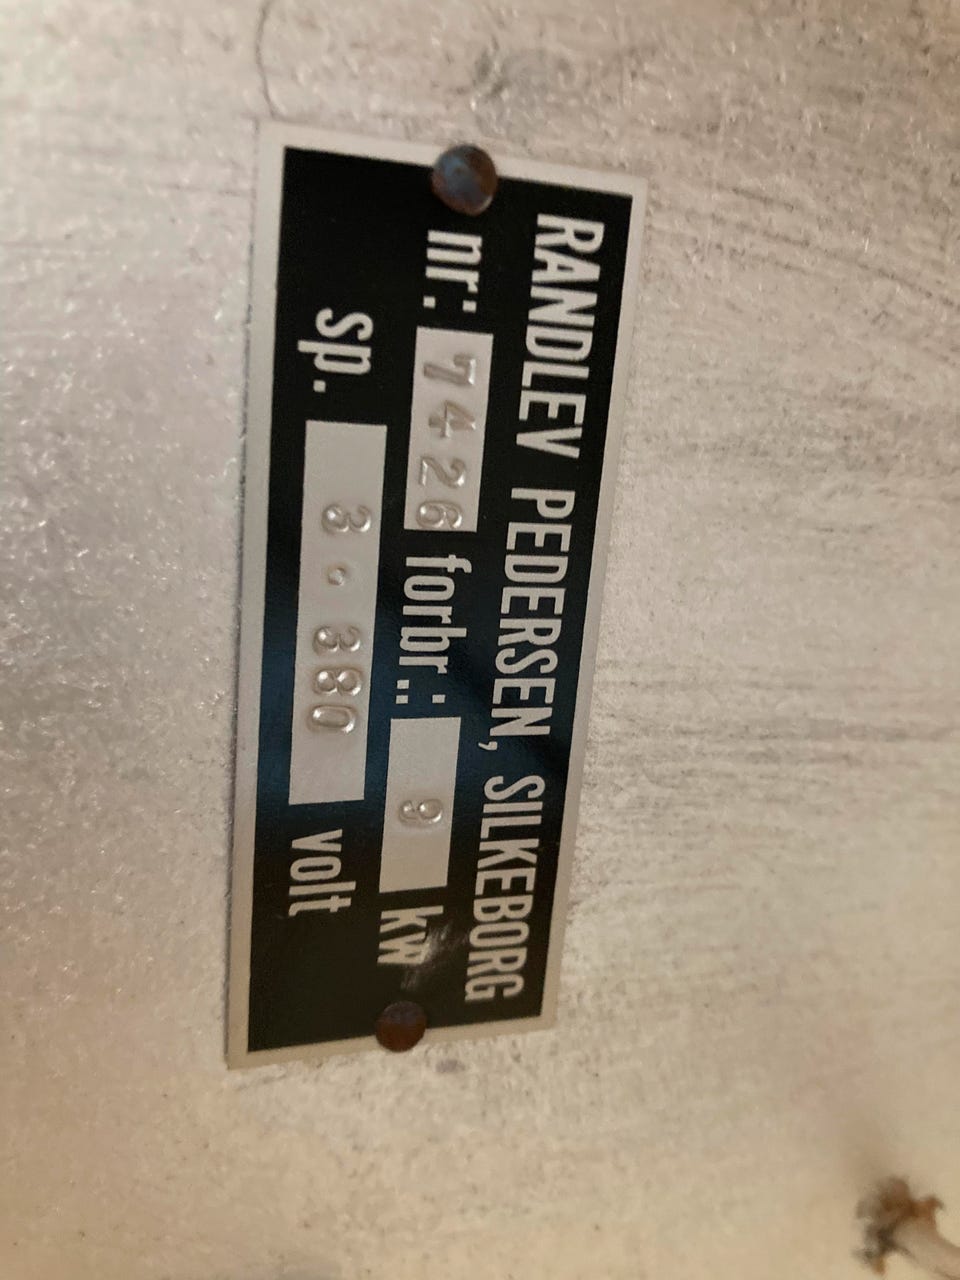 RANDLEV PEDERSEN, SILKEBORG
nr: 7426 forbr.: 9 kw
sp. 3.380 volt